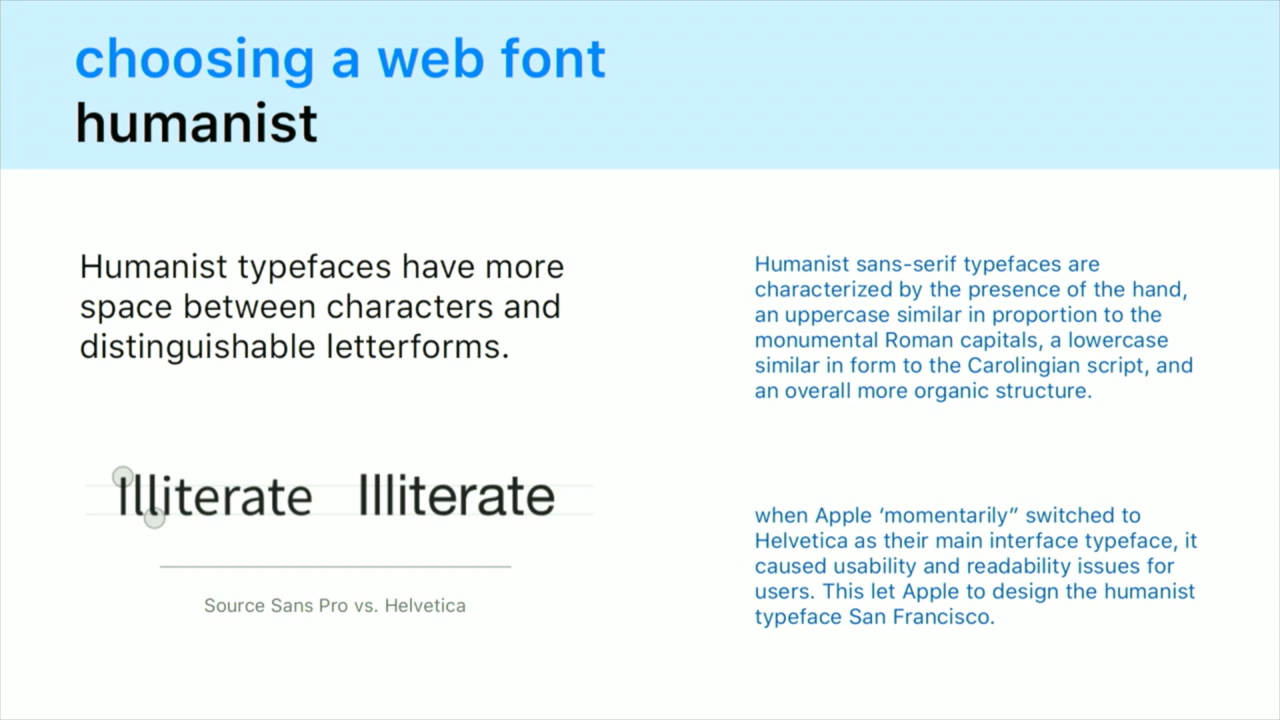 choosing a web font
humanist
Humanist typefaces have more
space between characters and
distinguishable letterforms.
Illiterate Illiterate
Source Sans Pro vs. Helvetica
Humanist sans-serif typefaces are
characterized by the presence of the hand,
an uppercase similar in proportion to the
monumental Roman capitals, a lowercase
similar in form to the Carolingian script, and
an overall more organic structure.
when Apple ‘momentarily” switched to
Helvetica as their main interface typeface, it
caused usability and readability issues for
users. This let Apple to design the humanist
typeface San Francisco.